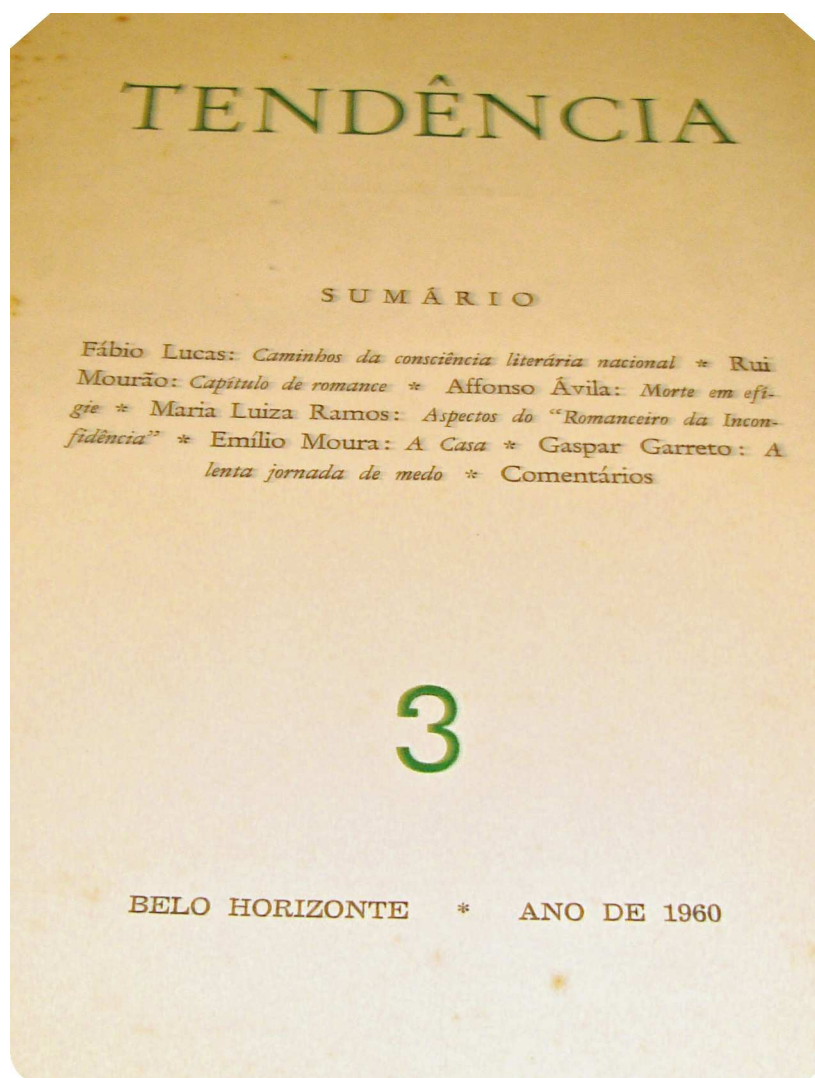 TENDÊNCIA
SUMÁRIO
Fábio Lucas: Caminhos da consciência literária nacional * Rui
Mourão: Capítulo de romance * Affonso Ávila: Morte em efí-
gie * Maria Luiza Ramos: Aspectos do “Romanceiro da Incon-
fidência” * Emílio Moura: A Casa * Gaspar Garreto: A
lenta jornada de medo * Comentários
3
BELO HORIZONTE * ANO DE 1960